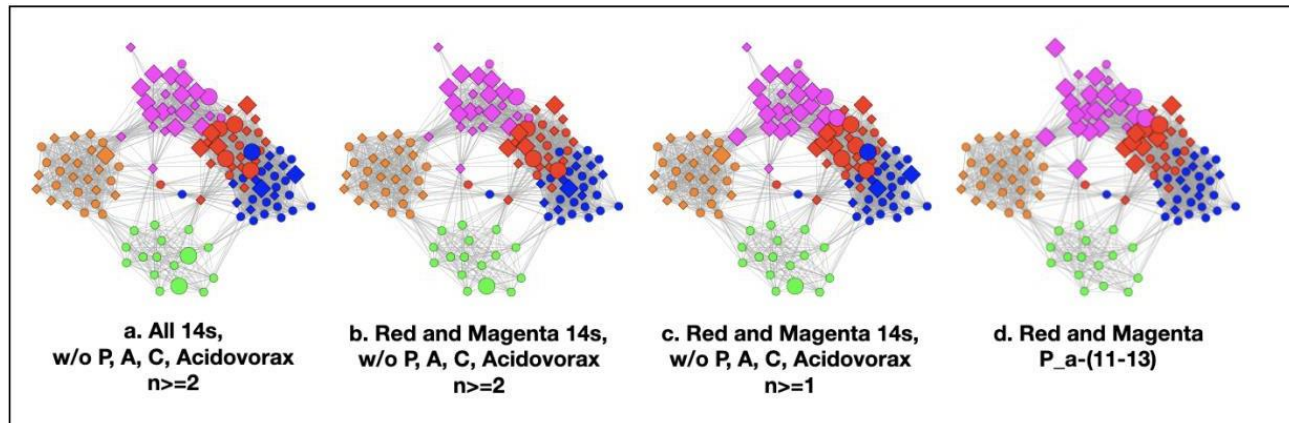 a. All 14s,
w/o P, A, C, Acidovorax
n>=2
b. Red and Magenta 14s,
w/o P, A, C, Acidovorax
n>=2
c. Red and Magenta 14s,
w/o P, A, C, Acidovorax
n>=1
d. Red and Magenta
P_a-(11-13)